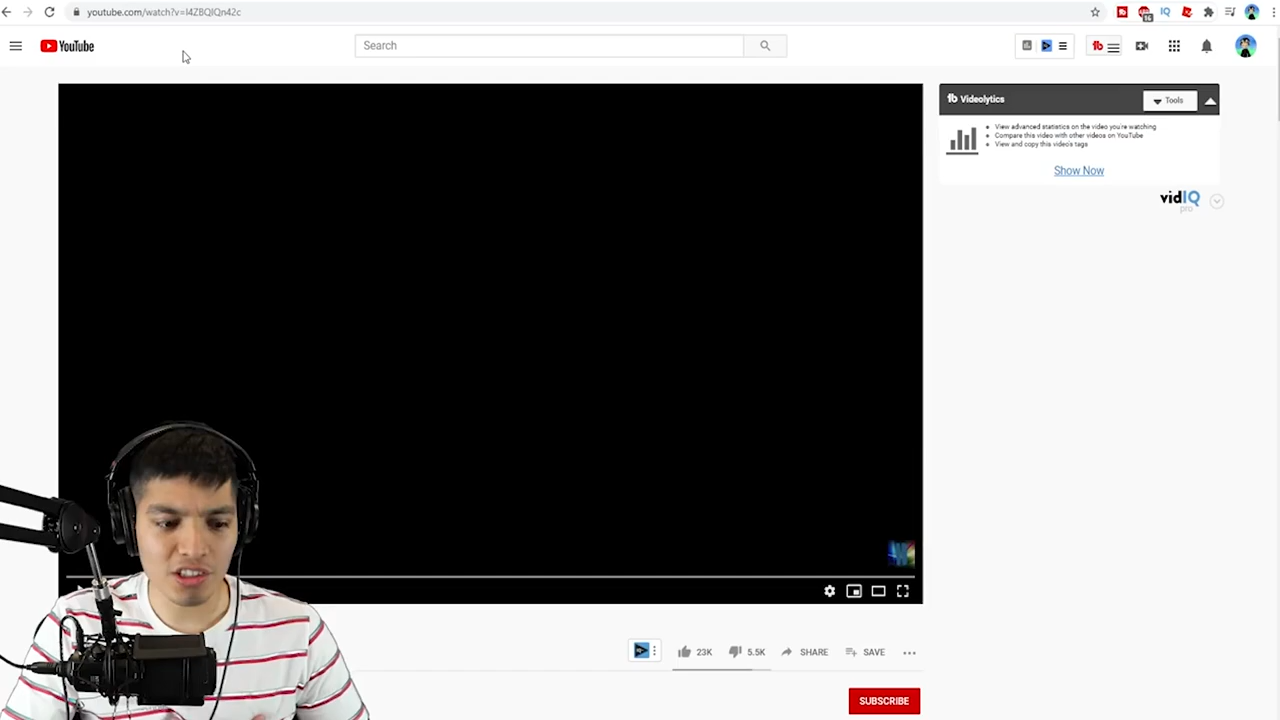 youtube.com/watch?v=I4ZBQIQn42c
YouTube
Search
Videolytics
Tools
View advanced statistics on the video you're watching
Compare this video with other videos on YouTube
View and copy this video's tags
Show Now
vidIQ
pro
23K
5.5K
SHARE
SAVE
SUBSCRIBE